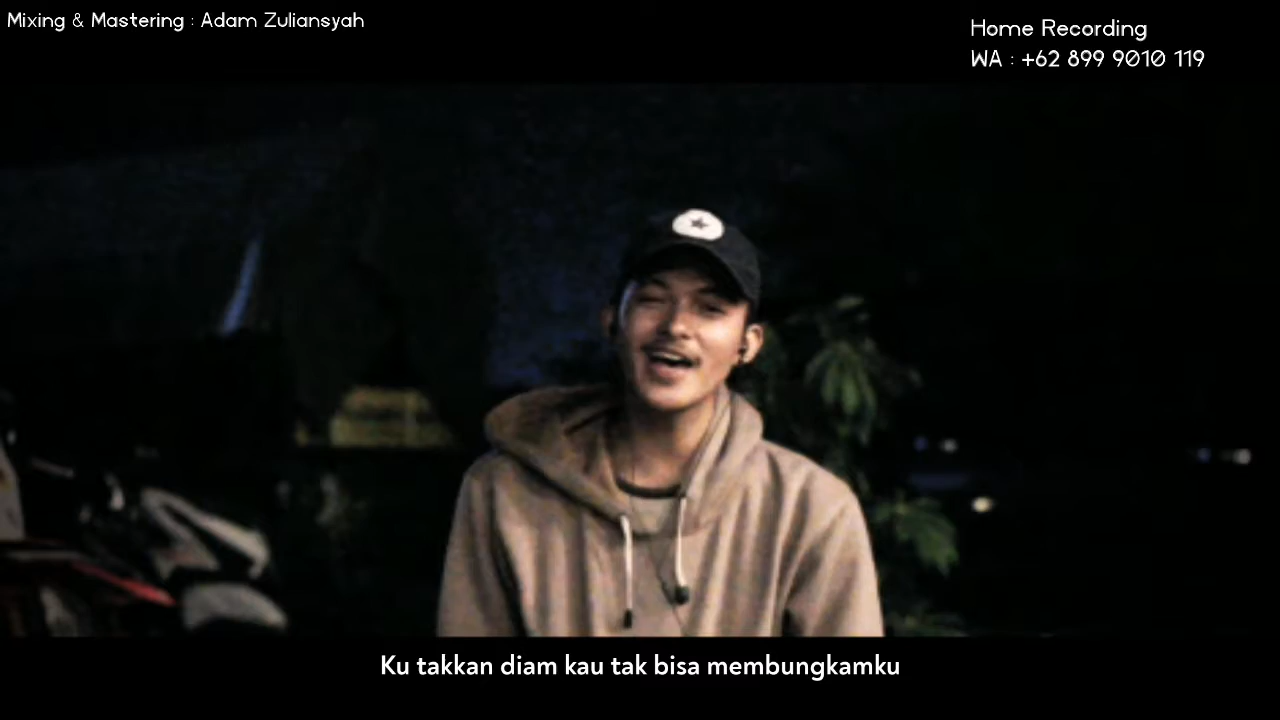 Mixing & Mastering : Adam Zuliansyah
Home Recording
WA : +62 899 9010 119
Ku takkan diam kau tak bisa membungkamku